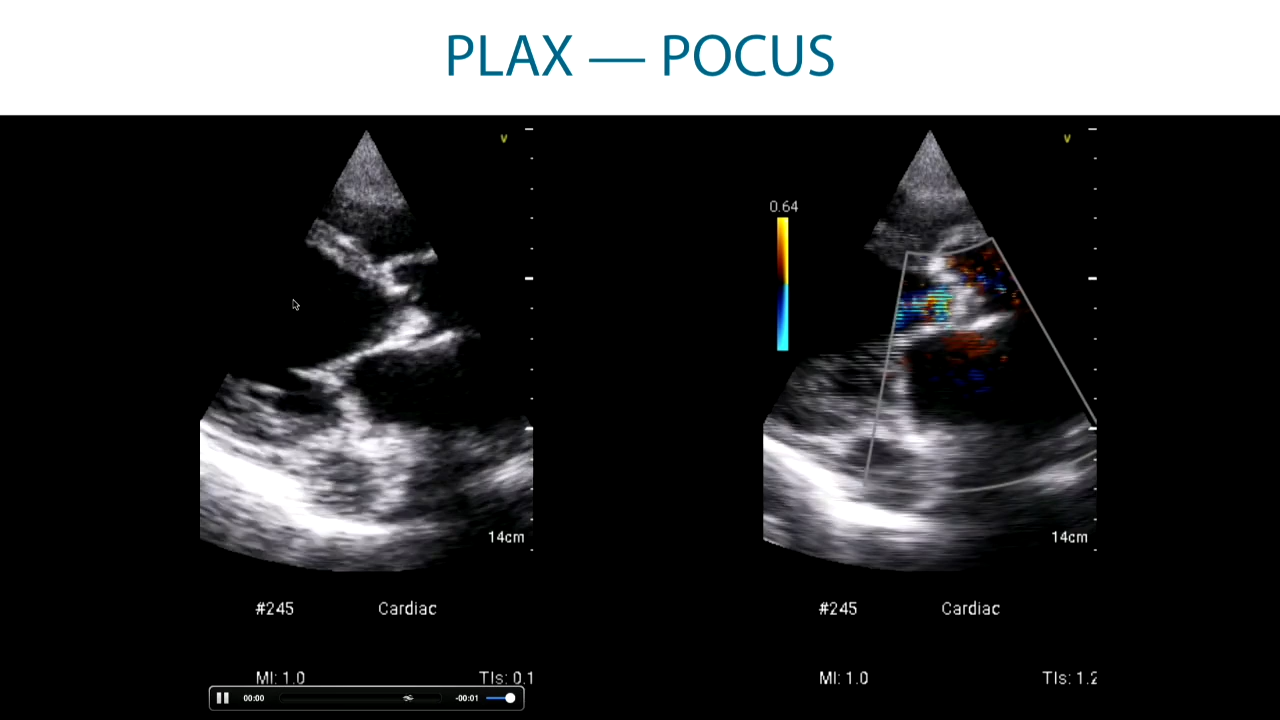 PLAX — POCUS
V
V
0.64
14cm
14cm
#245 Cardiac
#245 Cardiac
MI: 1.0 TIs: 0.1
MI: 1.0 TIs: 1.2
00:00 -00:01